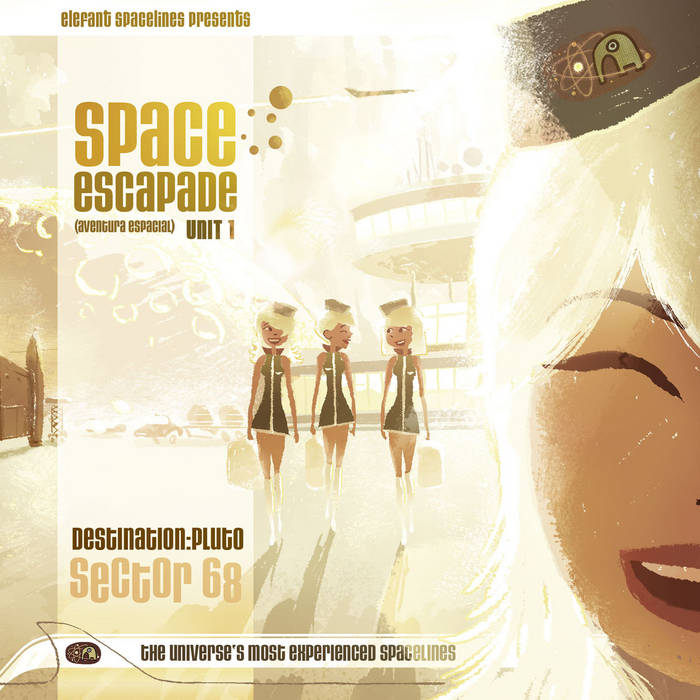 elefant spacelines presents
space
escapade
(aventura espacial) unit 1
destination:pluto
sector 68
the universe's most experienced spacelines